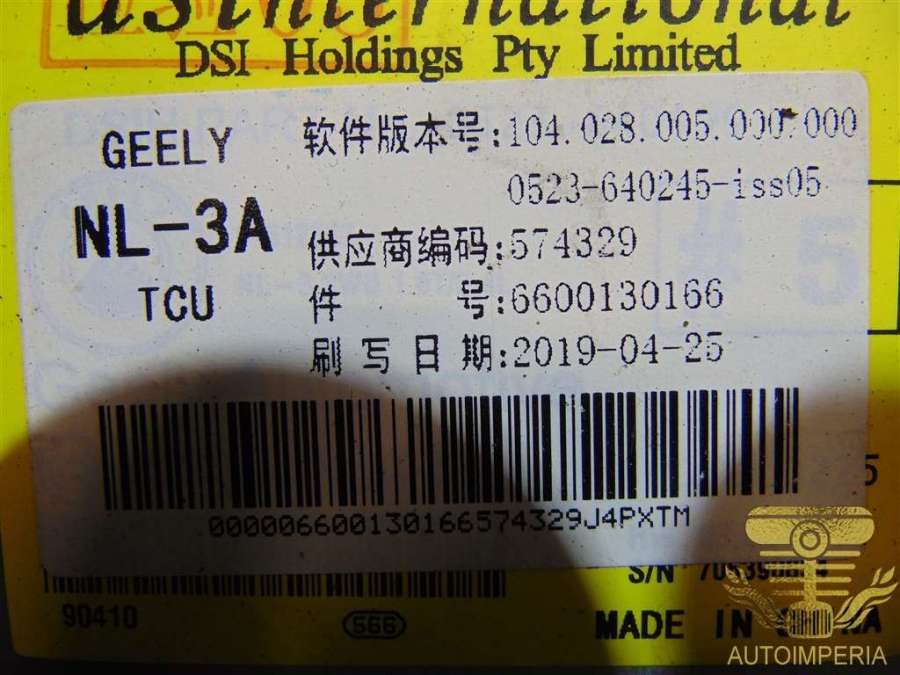 DSI Holdings Pty Limited
GEELY
NL-3A
TCU
软件版本号:104.028.005.000.000
0523-640245-iss05
供应商编码:574329
件 号:6600130166
刷写日期:2019-04-25
000006600130166574329J4PXTM
90410
566
S/N
MADE IN CHINA
AUTOIMPERIA